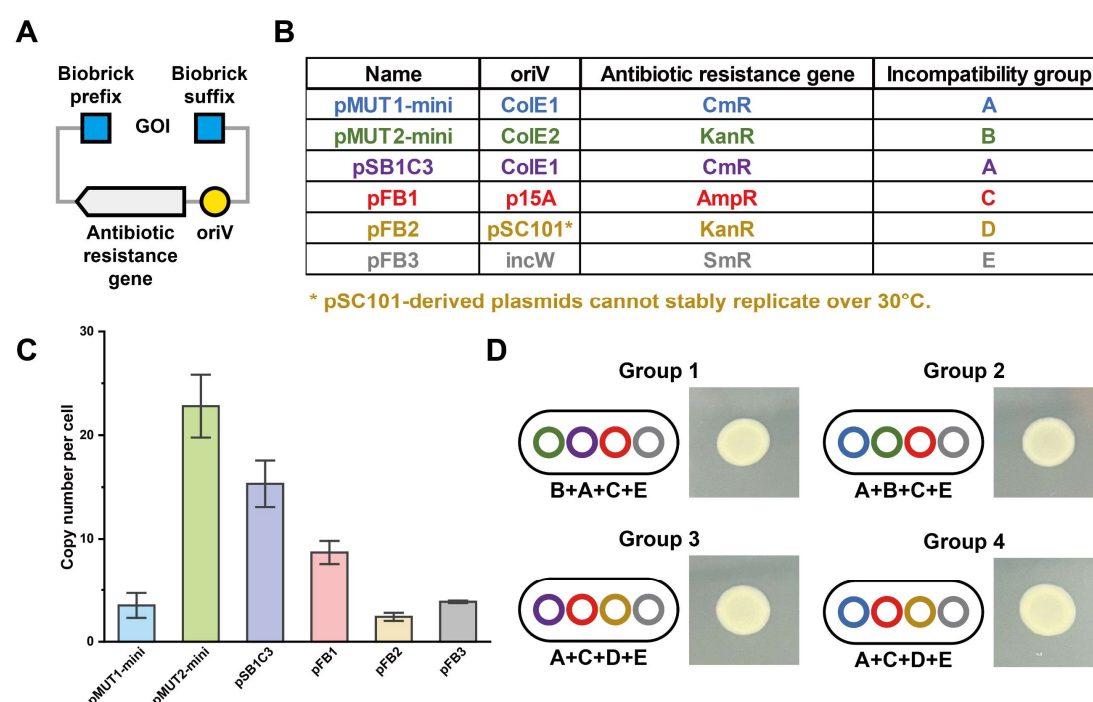 A
Biobrick prefix
Biobrick suffix
GOI
Antibiotic resistance gene
oriV
B
Name oriV Antibiotic resistance gene Incompatibility group
pMUT1-mini ColE1 CmR A
pMUT2-mini ColE2 KanR B
pSB1C3 ColE1 CmR A
pFB1 p15A AmpR C
pFB2 pSC101* KanR D
pFB3 incW SmR E
* pSC101-derived plasmids cannot stably replicate over 30°C.
C
Copy number per cell
30
20
10
0
pMUT1-mini
pMUT2-mini
pSB1C3
pFB1
pFB2
pFB3
D
Group 1
B+A+C+E
Group 2
A+B+C+E
Group 3
A+C+D+E
Group 4
A+C+D+E